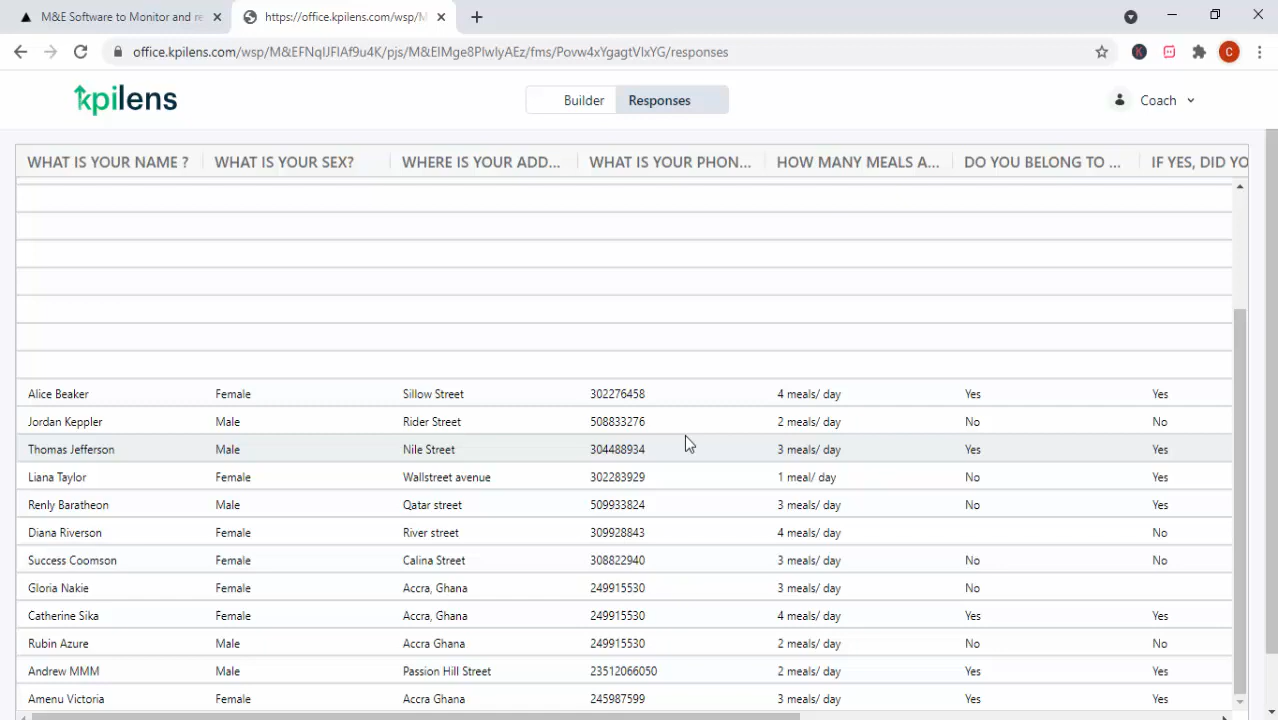 M&E Software to Monitor and re
https://office.kpilens.com/wsp/M
office.kpilens.com/wsp/M&EFNqlJFlAf9u4K/pjs/M&ElMge8PlwlyAEz/fms/Povw4xYgagtVlxYG/responses
K
C
kpilens
Builder
Responses
Coach
WHAT IS YOUR NAME ? WHAT IS YOUR SEX? WHERE IS YOUR ADD... WHAT IS YOUR PHON... HOW MANY MEALS A... DO YOU BELONG TO ... IF YES, DID YO
Alice Beaker Female Sillow Street 302276458 4 meals/ day Yes Yes
Jordan Keppler Male Rider Street 508833276 2 meals/ day No No
Thomas Jefferson Male Nile Street 304488934 3 meals/ day Yes Yes
Liana Taylor Female Wallstreet avenue 302283929 1 meal/ day No Yes
Renly Baratheon Male Qatar street 509933824 3 meals/ day No Yes
Diana Riverson Female River street 309928843 4 meals/ day No
Success Coomson Female Calina Street 308822940 3 meals/ day No No
Gloria Nakie Female Accra, Ghana 249915530 3 meals/ day No
Catherine Sika Female Accra, Ghana 249915530 4 meals/ day Yes Yes
Rubin Azure Male Accra Ghana 249915530 2 meals/ day No No
Andrew MMM Male Passion Hill Street 23512066050 2 meals/ day Yes Yes
Amenu Victoria Female Accra Ghana 245987599 3 meals/ day Yes Yes